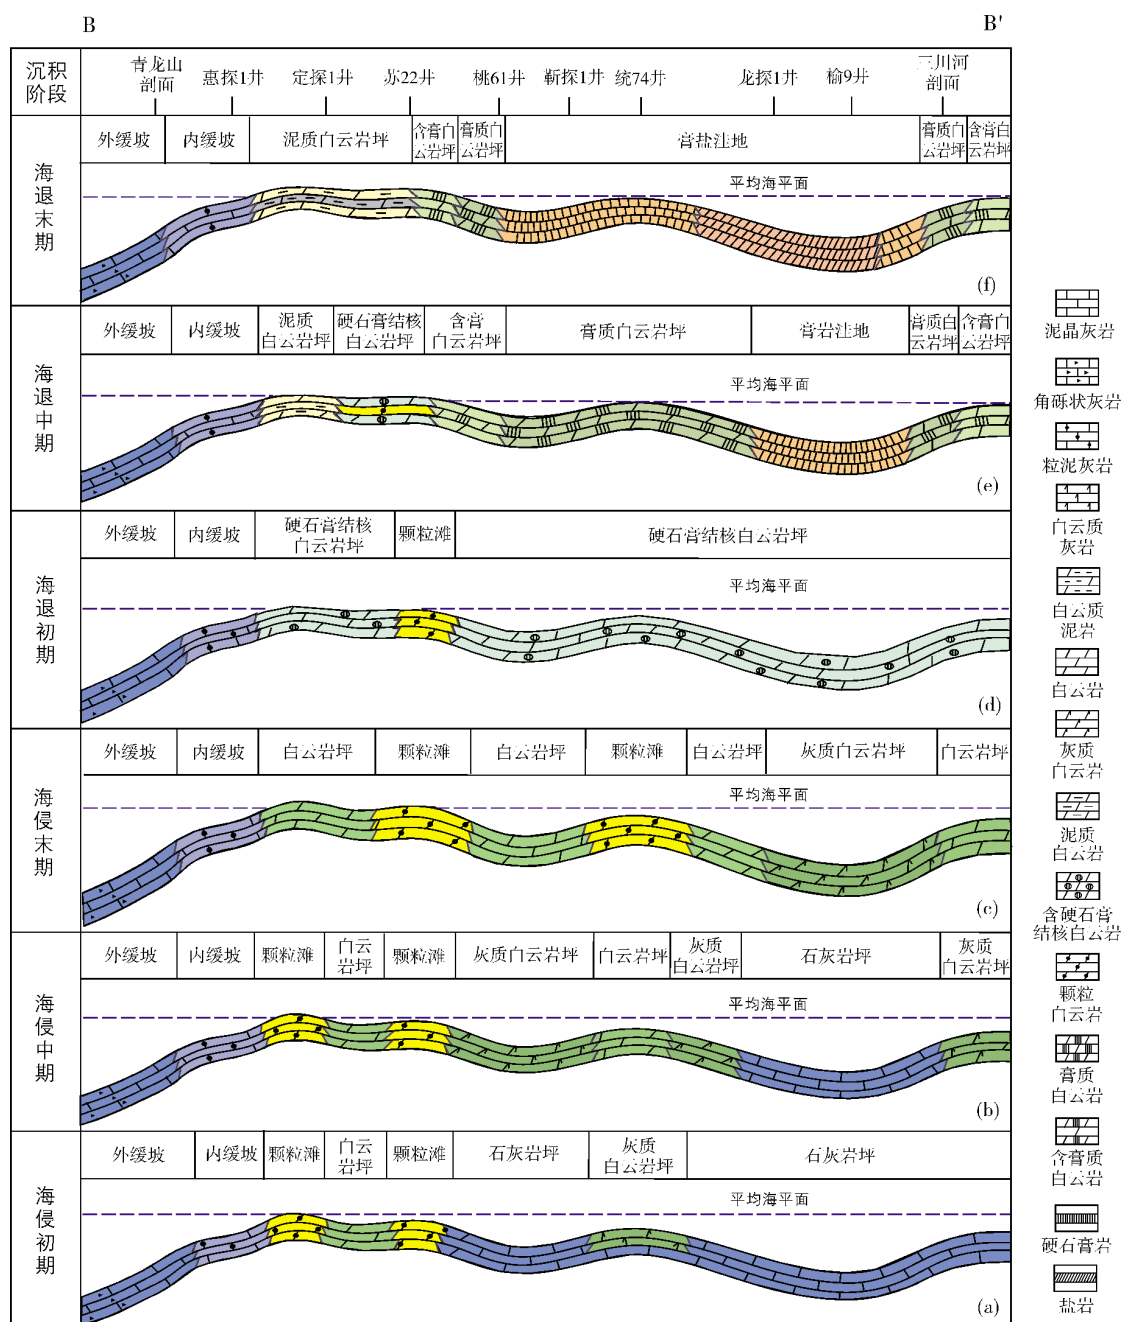 B B'
沉积
阶段
青龙山
剖面
惠探1井
定探1井
苏22井
桃61井
靳探1井
统74井
龙探1井
榆9井
三川河
剖面
海退末期
外缓坡
内缓坡
泥质白云岩坪
含膏白
云岩坪
膏质白
云岩坪
膏盐洼地
膏质白
云岩坪
含膏白
云岩坪
平均海平面
(f)
海退中期
外缓坡
内缓坡
泥质
白云岩坪
硬石膏结核
白云岩坪
含膏
白云岩坪
膏质白云岩坪
膏岩洼地
膏质白
云岩坪
含膏白
云岩坪
平均海平面
(e)
海退初期
外缓坡
内缓坡
硬石膏结核
白云岩坪
颗粒滩
硬石膏结核白云岩坪
平均海平面
(d)
海侵末期
外缓坡
内缓坡
白云岩坪
颗粒滩
白云岩坪
颗粒滩
白云岩坪
灰质白云岩坪
白云岩坪
平均海平面
(c)
海侵中期
外缓坡
内缓坡
颗粒滩
白云
岩坪
颗粒滩
灰质白云岩坪
白云岩坪
灰质
白云岩坪
石灰岩坪
灰质
白云岩坪
平均海平面
(b)
海侵初期
外缓坡
内缓坡
颗粒滩
白云
岩坪
颗粒滩
石灰岩坪
灰质
白云岩坪
石灰岩坪
平均海平面
(a)
泥晶灰岩
角砾状灰岩
粒泥灰岩
白云质
灰岩
白云质
泥岩
白云岩
灰质
白云岩
泥质
白云岩
含硬石膏
结核白云岩
颗粒
白云岩
膏质
白云岩
含膏质
白云岩
硬石膏岩
盐岩